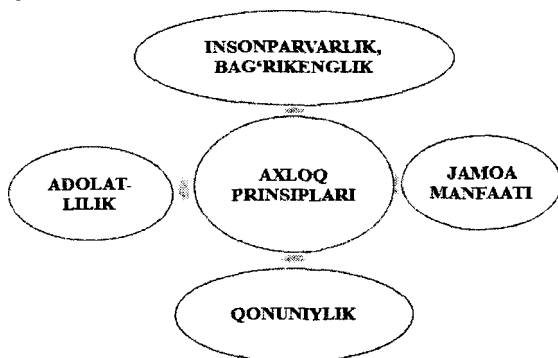 INSONPARVARLIK,
BAG‘RIKENGLIK
ADOLAT-
LILIK
AXLOQ
PRINSIPLARI
JAMOA
MANFAATI
QONUNIYLIK